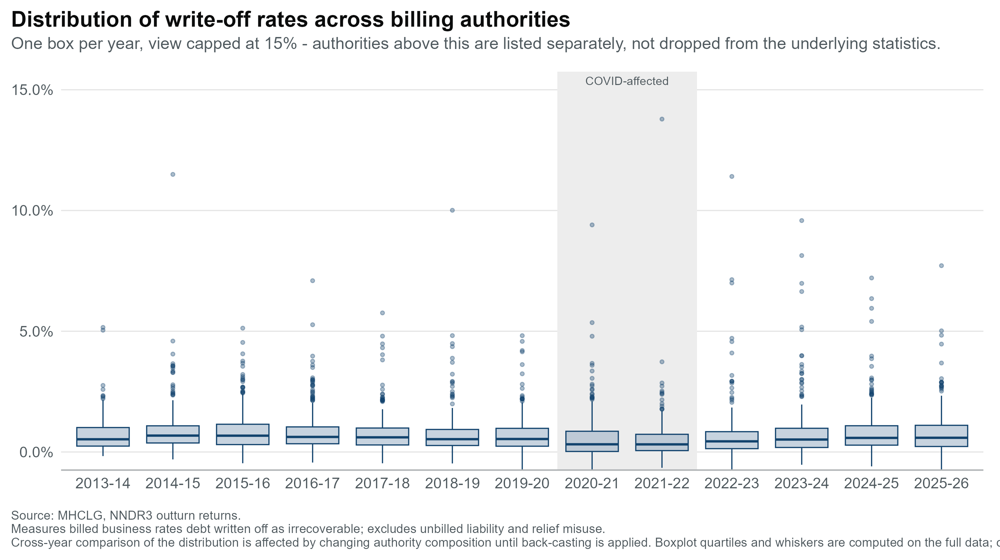 Distribution of write-off rates across billing authorities
One box per year, view capped at 15% - authorities above this are listed separately, not dropped from the underlying statistics.
COVID-affected
15.0%
10.0%
5.0%
0.0%
2013-14 2014-15 2015-16 2016-17 2017-18 2018-19 2019-20 2020-21 2021-22 2022-23 2023-24 2024-25 2025-26
Source: MHCLG, NNDR3 outturn returns.
Measures billed business rates debt written off as irrecoverable; excludes unbilled liability and relief misuse.
Cross-year comparison of the distribution is affected by changing authority composition until back-casting is applied. Boxplot quartiles and whiskers are computed on the full data;